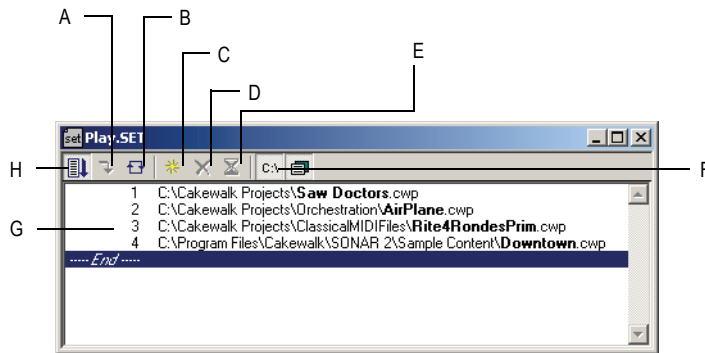 A
B
C
D
E
set Play.SET
H
C:\
F
1 C:\Cakewalk Projects\Saw Doctors.cwp
2 C:\Cakewalk Projects\Orchestration\AirPlane.cwp
G
3 C:\Cakewalk Projects\ClassicalMIDIFiles\Rite4RondesPrim.cwp
4 C:\Program Files\Cakewalk\SONAR 2\Sample Content\Downtown.cwp
----- End -----